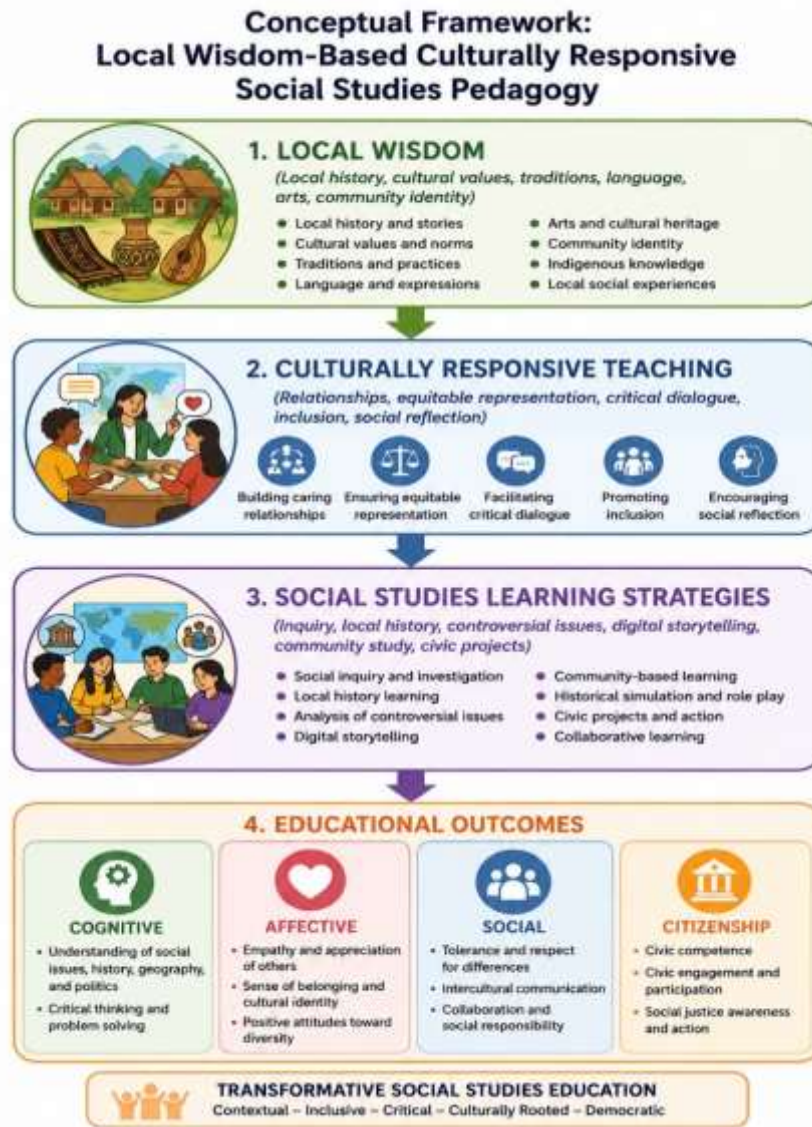 Conceptual Framework:
Local Wisdom-Based Culturally Responsive
Social Studies Pedagogy
1. LOCAL WISDOM
(Local history, cultural values, traditions, language,
arts, community identity)
Local history and stories
Cultural values and norms
Traditions and practices
Language and expressions
Arts and cultural heritage
Community identity
Indigenous knowledge
Local social experiences
2. CULTURALLY RESPONSIVE TEACHING
(Relationships, equitable representation, critical dialogue,
inclusion, social reflection)
Building caring
relationships
Ensuring equitable
representation
Facilitating
critical dialogue
Promoting
inclusion
Encouraging
social reflection
3. SOCIAL STUDIES LEARNING STRATEGIES
(Inquiry, local history, controversial issues, digital storytelling,
community study, civic projects)
Social inquiry and investigation
Local history learning
Analysis of controversial issues
Digital storytelling
Community-based learning
Historical simulation and role play
Civic projects and action
Collaborative learning
4. EDUCATIONAL OUTCOMES
COGNITIVE
• Understanding of social
issues, history, geography,
and politics
• Critical thinking and
problem solving
AFFECTIVE
• Empathy and appreciation
of others
• Sense of belonging and
cultural identity
• Positive attitudes toward
diversity
SOCIAL
• Tolerance and respect
for differences
• Intercultural communication
• Collaboration and
social responsibility
CITIZENSHIP
• Civic competence
• Civic engagement and
participation
• Social justice awareness
and action
TRANSFORMATIVE SOCIAL STUDIES EDUCATION
Contextual – Inclusive – Critical – Culturally Rooted – Democratic